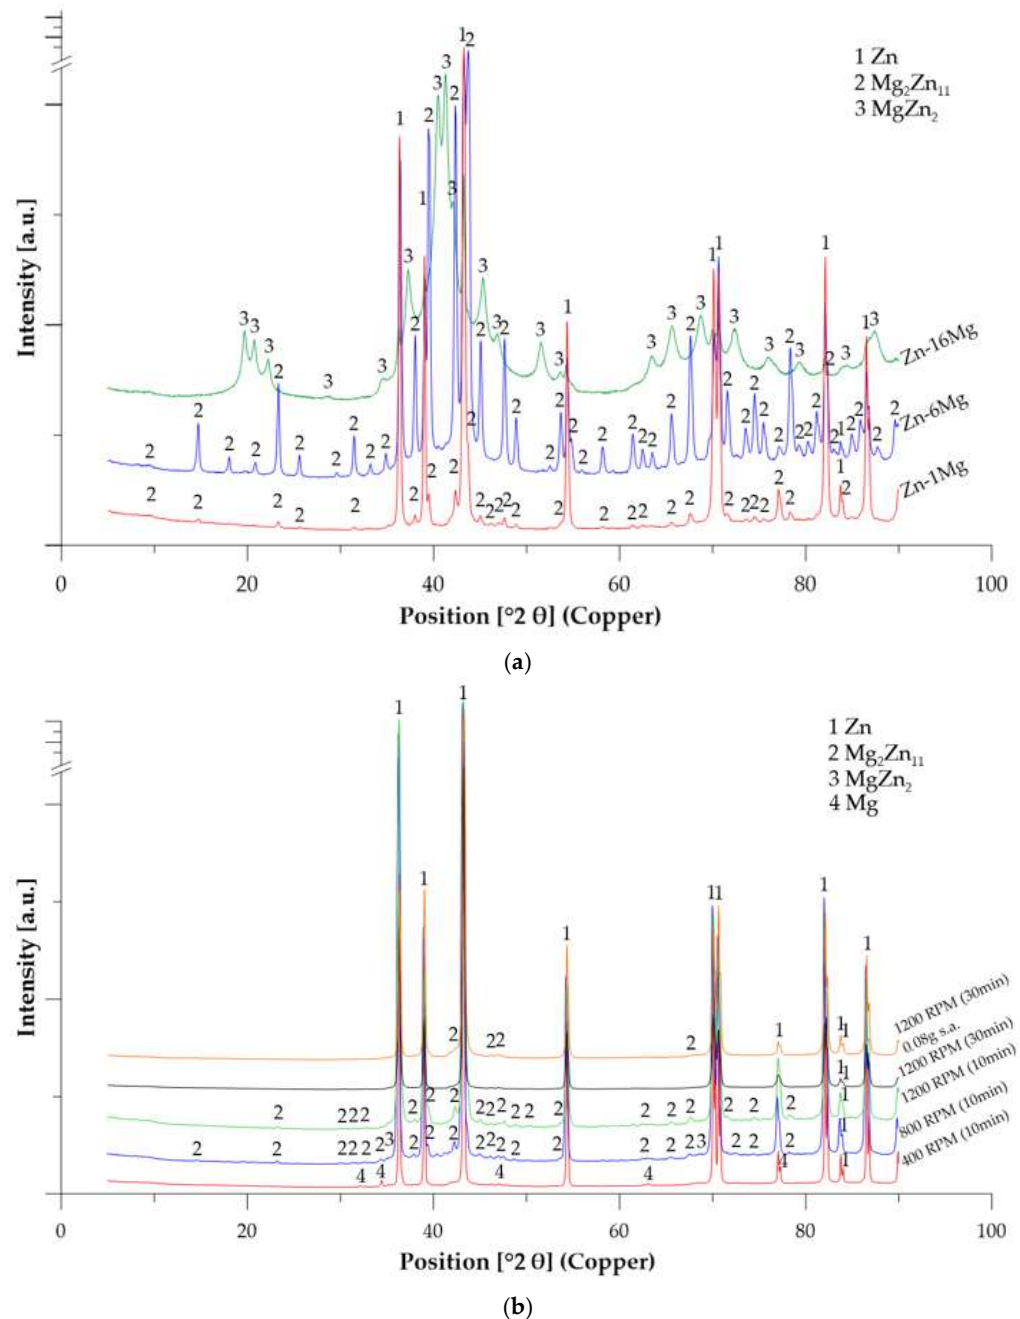 1 Zn
2 Mg₂Zn₁₁
3 MgZn₂
Intensity [a.u.]
Zn-16Mg
Zn-6Mg
Zn-1Mg
0 20 40 60 80 100
Position [°2 θ] (Copper)
(a)
1 Zn
2 Mg₂Zn₁₁
3 MgZn₂
4 Mg
Intensity [a.u.]
1200 RPM (30min)
0.08g s.a.
1200 RPM (30min)
1200 RPM (10min)
800 RPM (10min)
400 RPM (10min)
0 20 40 60 80 100
Position [°2 θ] (Copper)
(b)